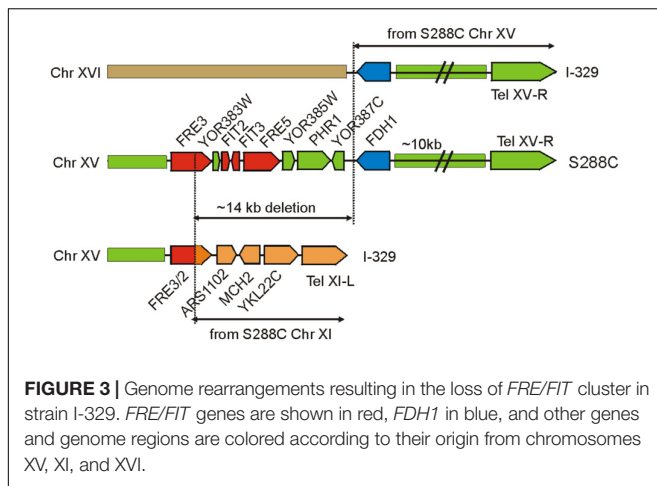 from S288C Chr XV
Chr XVI
I-329
Tel XV-R
FRE3
YOR383W
FIT2
FIT3
FRE5
YOR385W
PHR1
YOR387C
FDH1
~10kb
Tel XV-R
Chr XV
S288C
~14 kb deletion
Chr XV
I-329
Tel XI-L
FRE3/2
ARS1102
MCH2
YKL22C
from S288C Chr XI
FIGURE 3 | Genome rearrangements resulting in the loss of FRE/FIT cluster in
strain I-329. FRE/FIT genes are shown in red, FDH1 in blue, and other genes
and genome regions are colored according to their origin from chromosomes
XV, XI, and XVI.